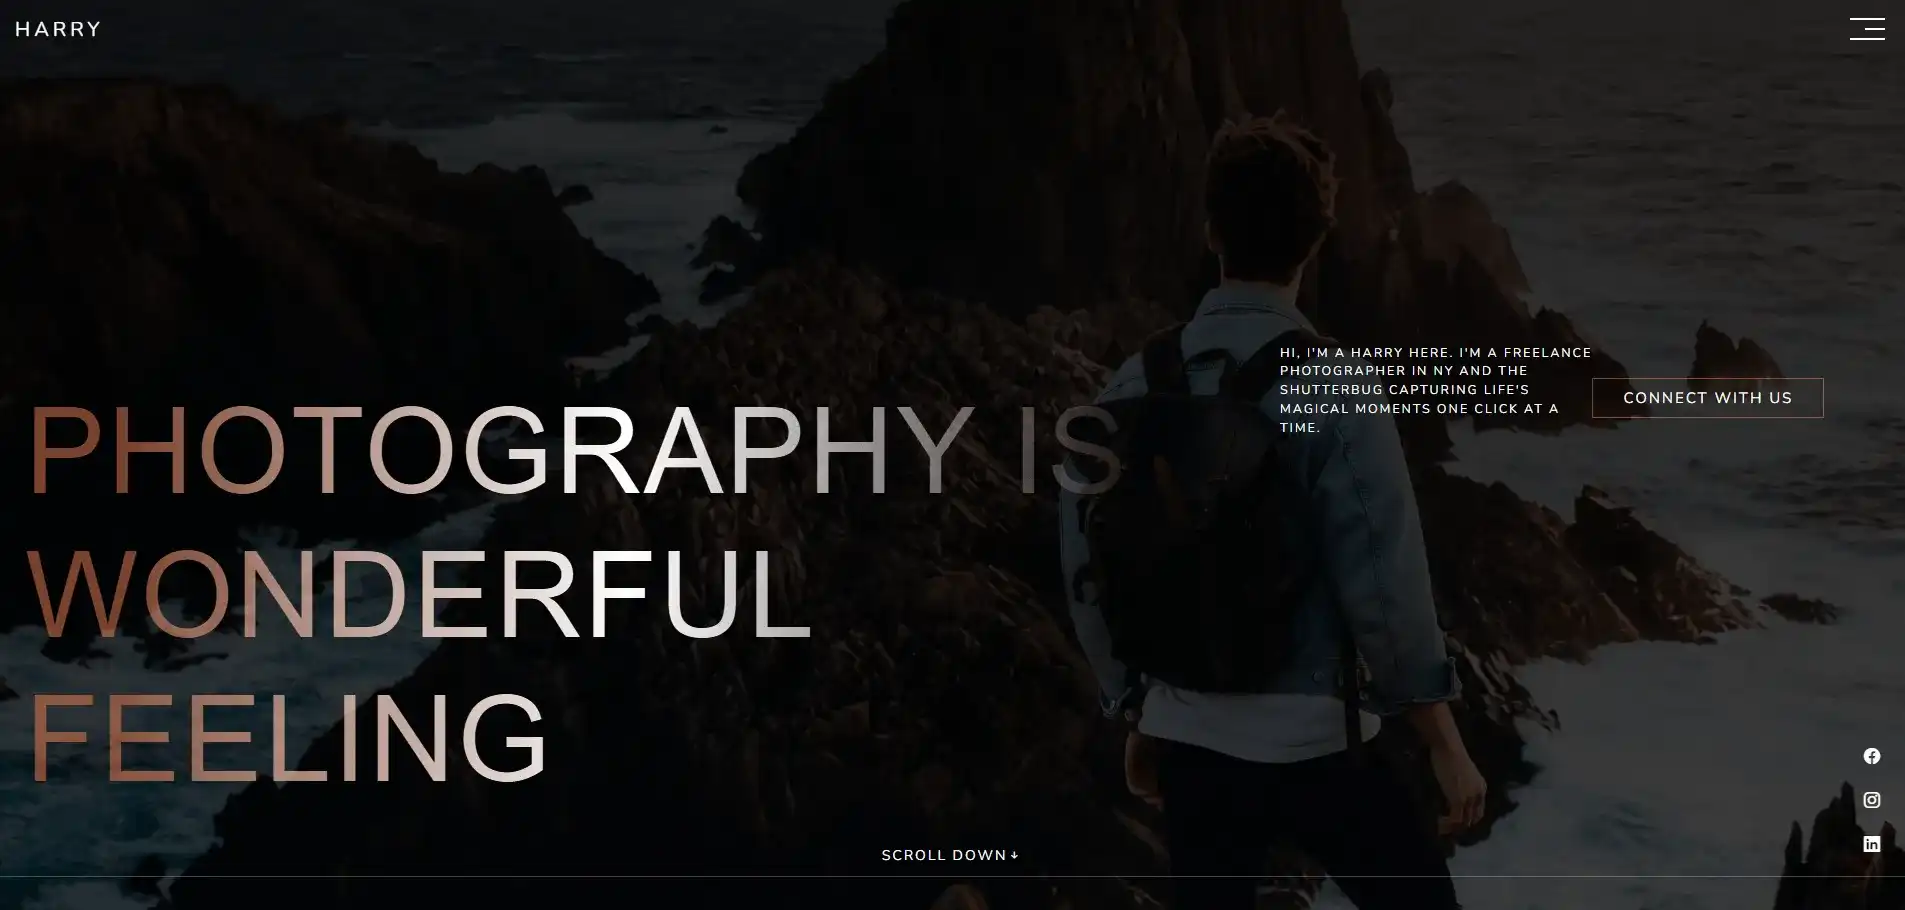 HARRY
HI, I'M A HARRY HERE. I'M A FREELANCE
PHOTOGRAPHER IN NY AND THE
SHUTTERBUG CAPTURING LIFE'S
MAGICAL MOMENTS ONE CLICK AT A
TIME.
CONNECT WITH US
PHOTOGRAPHY IS
WONDERFUL
FEELING
SCROLL DOWN